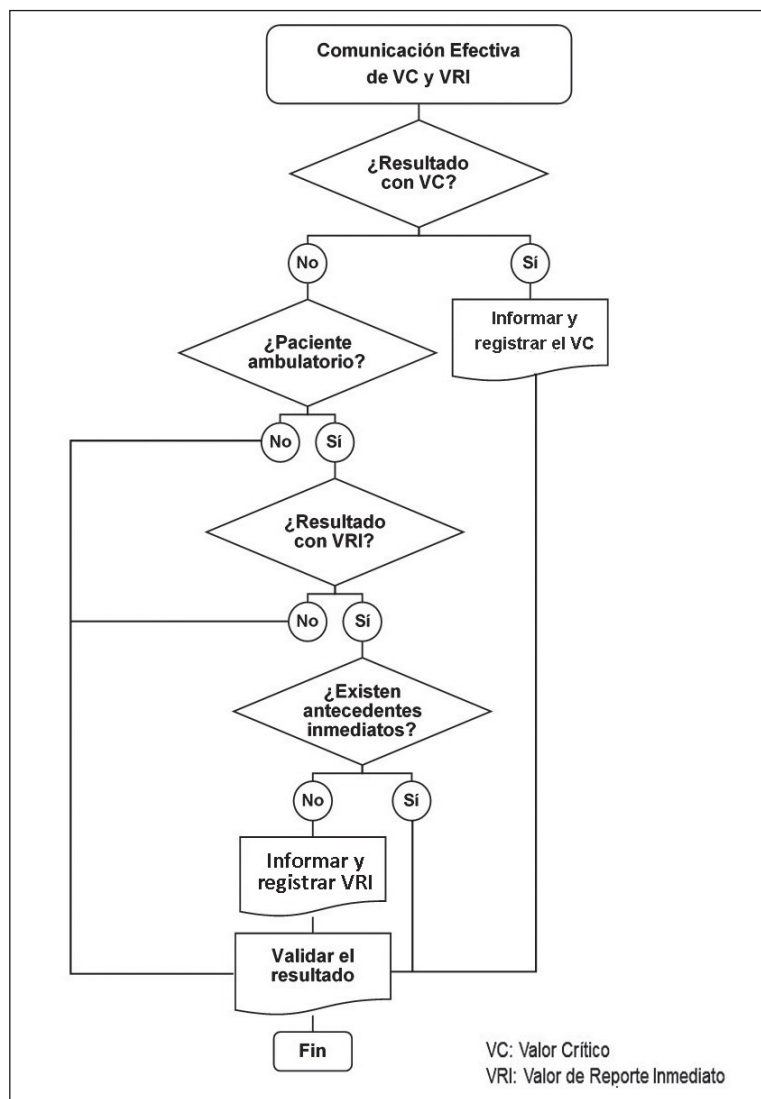 Comunicación Efectiva
de VC y VRI
¿Resultado
con VC?
No
Sí
Informar y
registrar el VC
¿Paciente
ambulatorio?
No
Sí
¿Resultado
con VRI?
No
Sí
¿Existen
antecedentes
inmediatos?
No
Sí
Informar y
registrar VRI
Validar el
resultado
Fin
VC: Valor Crítico
VRI: Valor de Reporte Inmediato